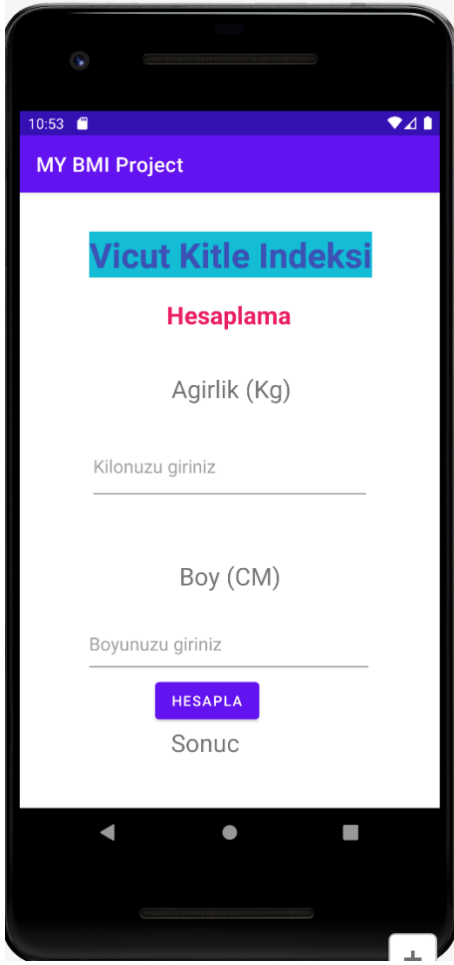 10:53
MY BMI Project
Vicut Kitle Indeksi
Hesaplama
Agirlik (Kg)
Kilonuzu giriniz
Boy (CM)
Boyunuzu giriniz
HESAPLA
Sonuc